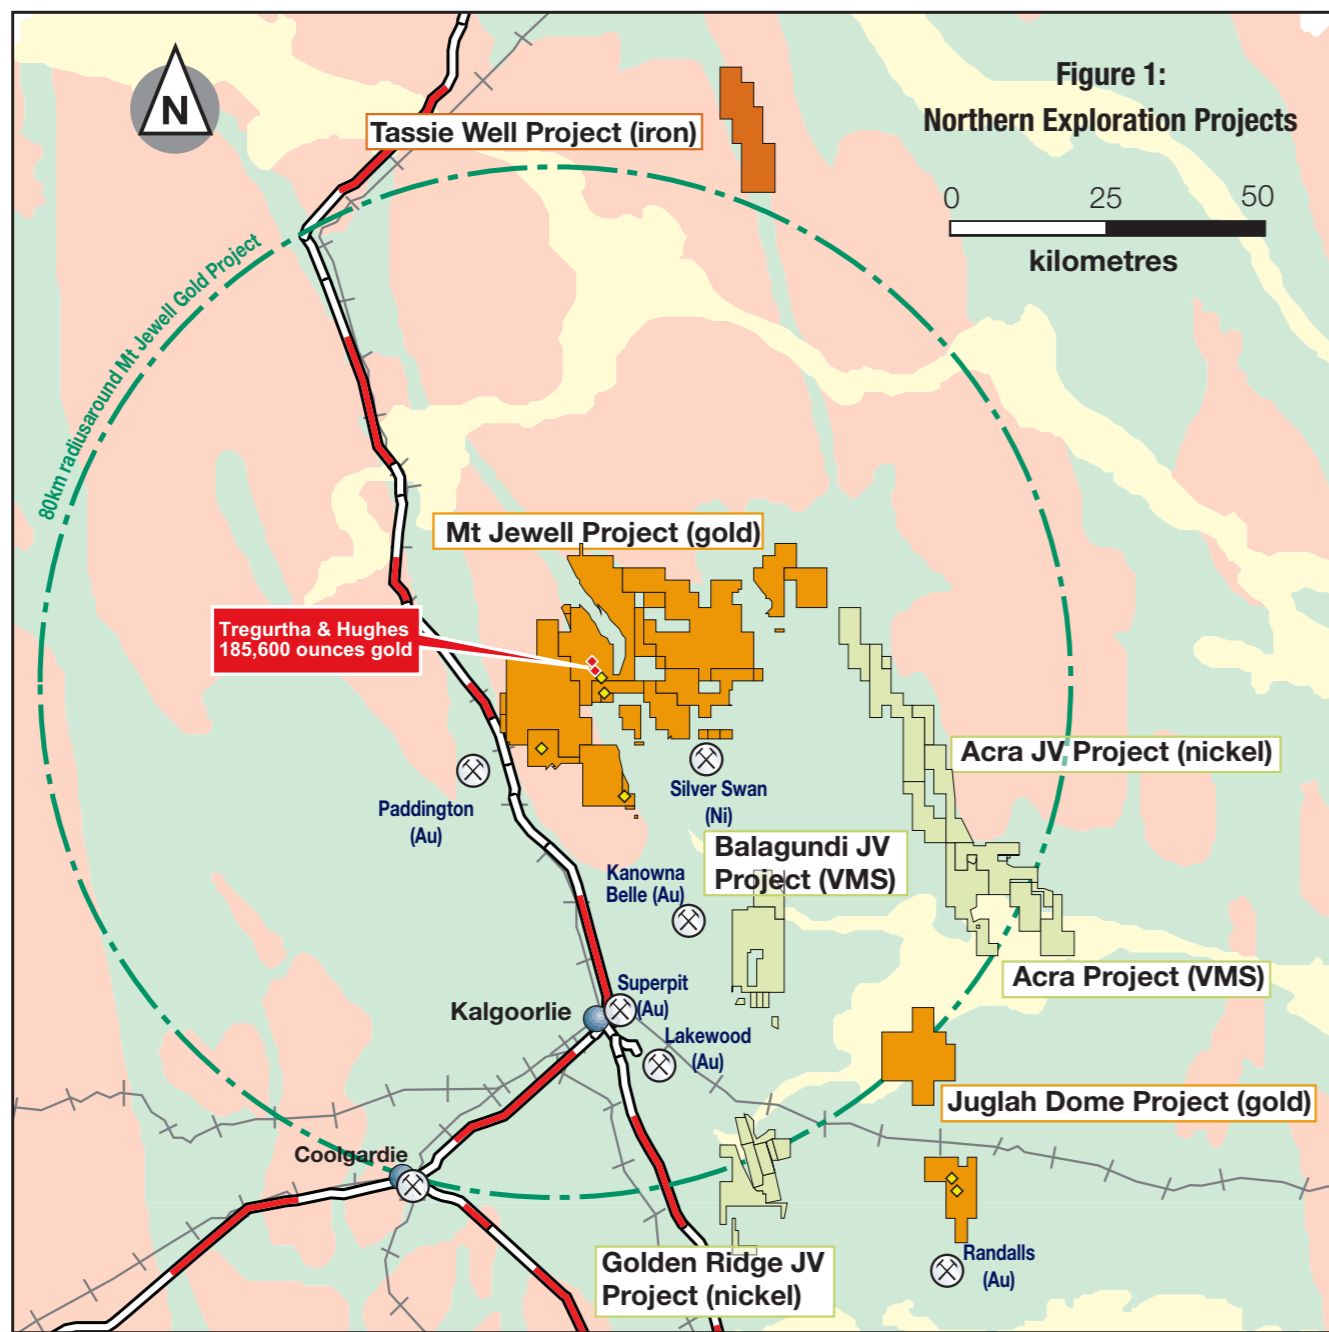 Figure 1:
Northern Exploration Projects
N
Tassie Well Project (iron)
0 25 50
kilometres
80km radiusaround Mt Jewell Gold Project
Mt Jewell Project (gold)
Tregurtha & Hughes
185,600 ounces gold
Acra JV Project (nickel)
Paddington
(Au)
Silver Swan
(Ni)
Balagundi JV
Project (VMS)
Kanowna
Belle (Au)
Acra Project (VMS)
Superpit
(Au)
Kalgoorlie
Lakewood
(Au)
Juglah Dome Project (gold)
Coolgardie
Randalls
(Au)
Golden Ridge JV
Project (nickel)